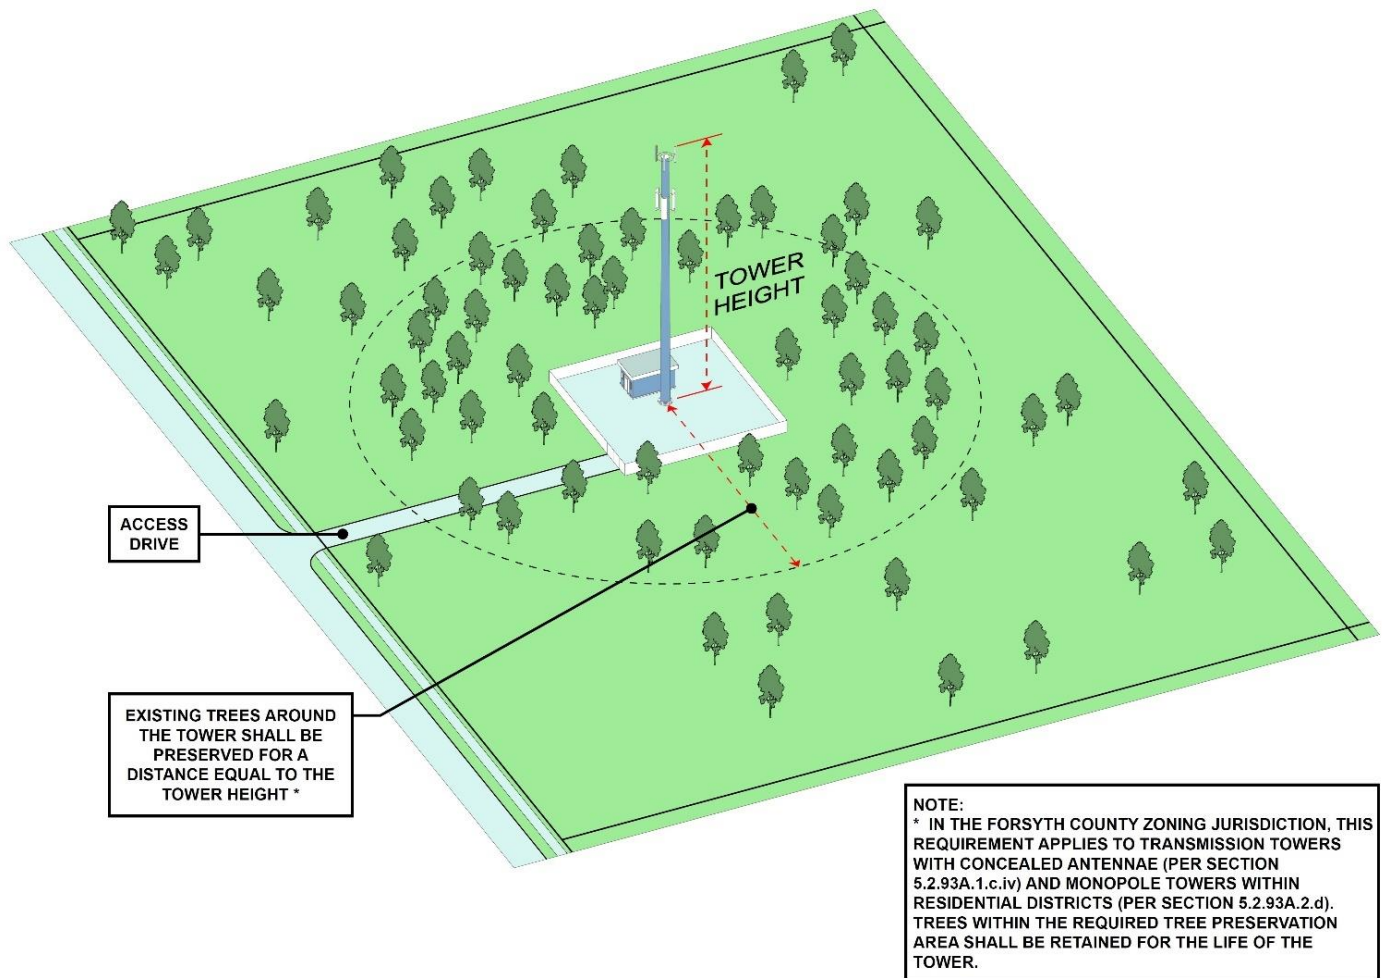 TOWER
HEIGHT
ACCESS
DRIVE
EXISTING TREES AROUND
THE TOWER SHALL BE
PRESERVED FOR A
DISTANCE EQUAL TO THE
TOWER HEIGHT *
NOTE:
* IN THE FORSYTH COUNTY ZONING JURISDICTION, THIS
REQUIREMENT APPLIES TO TRANSMISSION TOWERS
WITH CONCEALED ANTENNAE (PER SECTION
5.2.93A.1.c.iv) AND MONOPOLE TOWERS WITHIN
RESIDENTIAL DISTRICTS (PER SECTION 5.2.93A.2.d).
TREES WITHIN THE REQUIRED TREE PRESERVATION
AREA SHALL BE RETAINED FOR THE LIFE OF THE
TOWER.